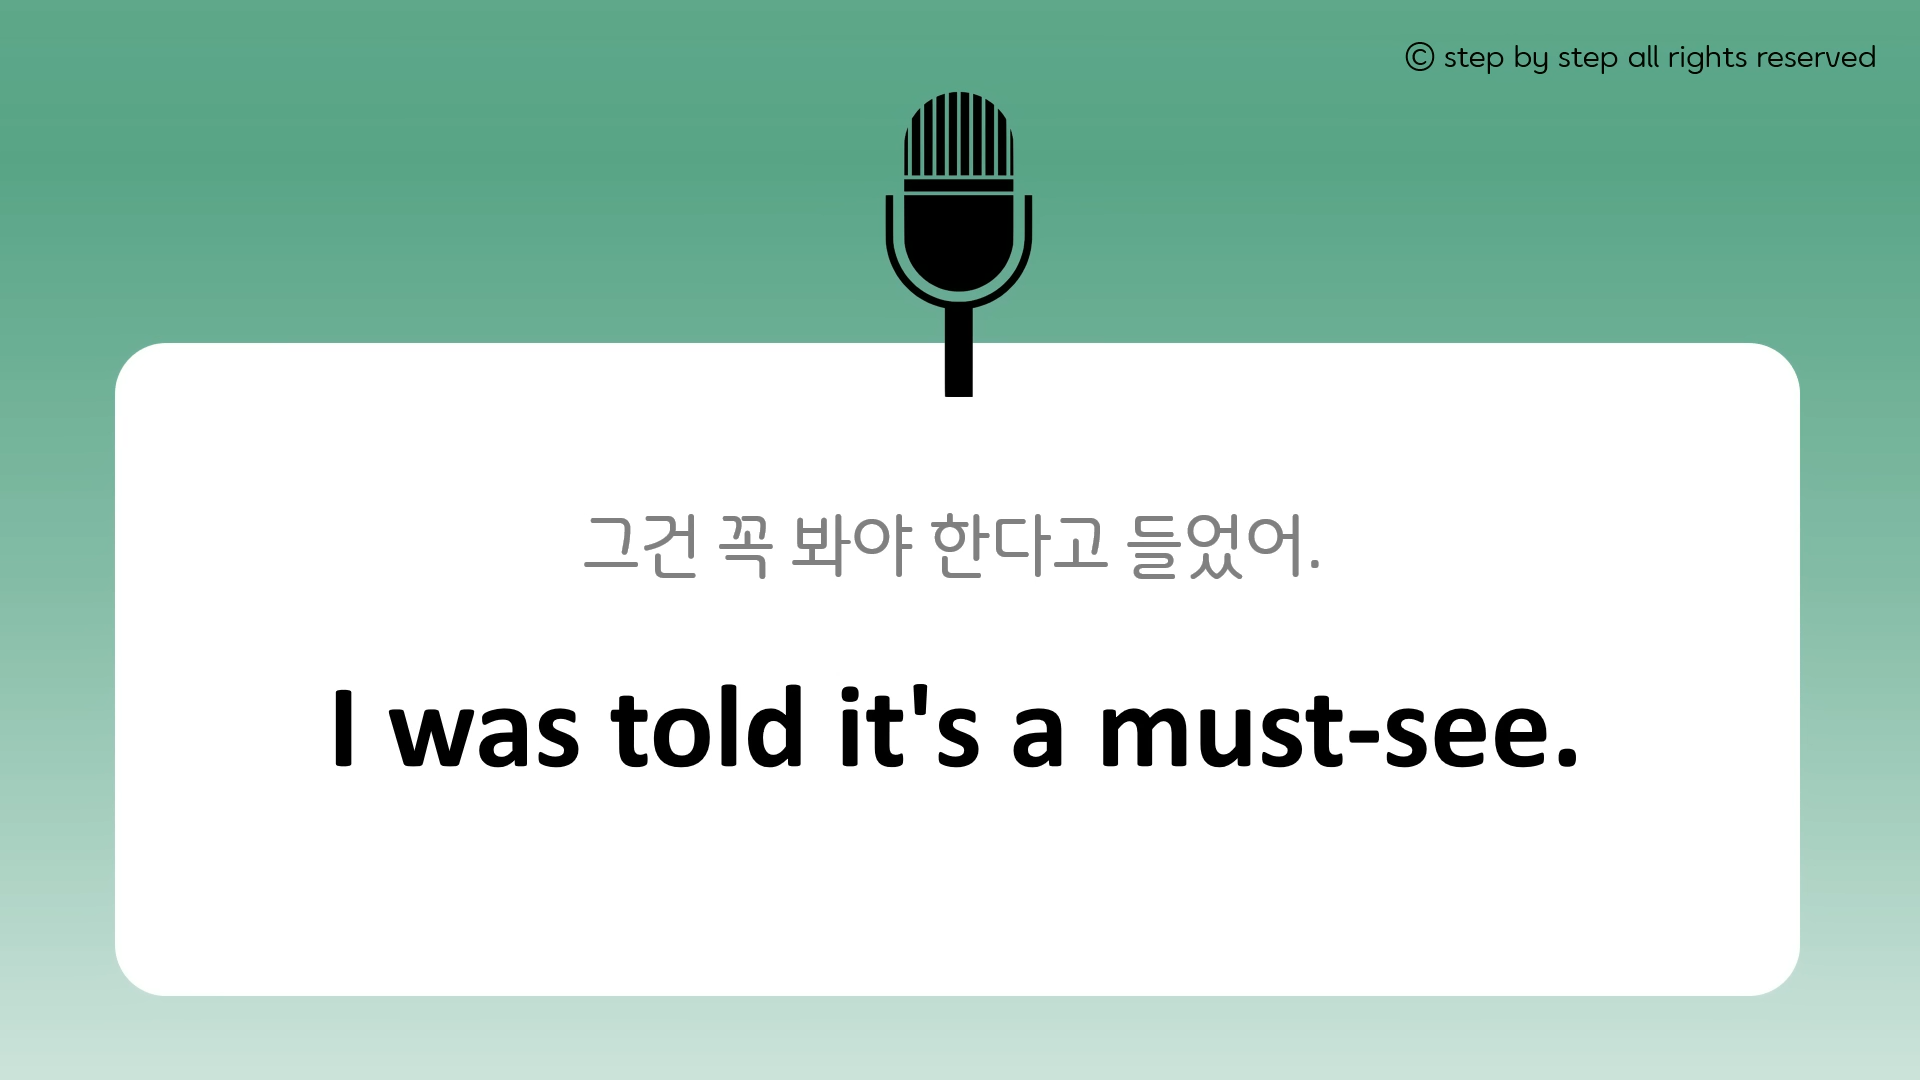 © step by step all rights reserved
그건 꼭 봐야 한다고 들었어.
I was told it's a must-see.